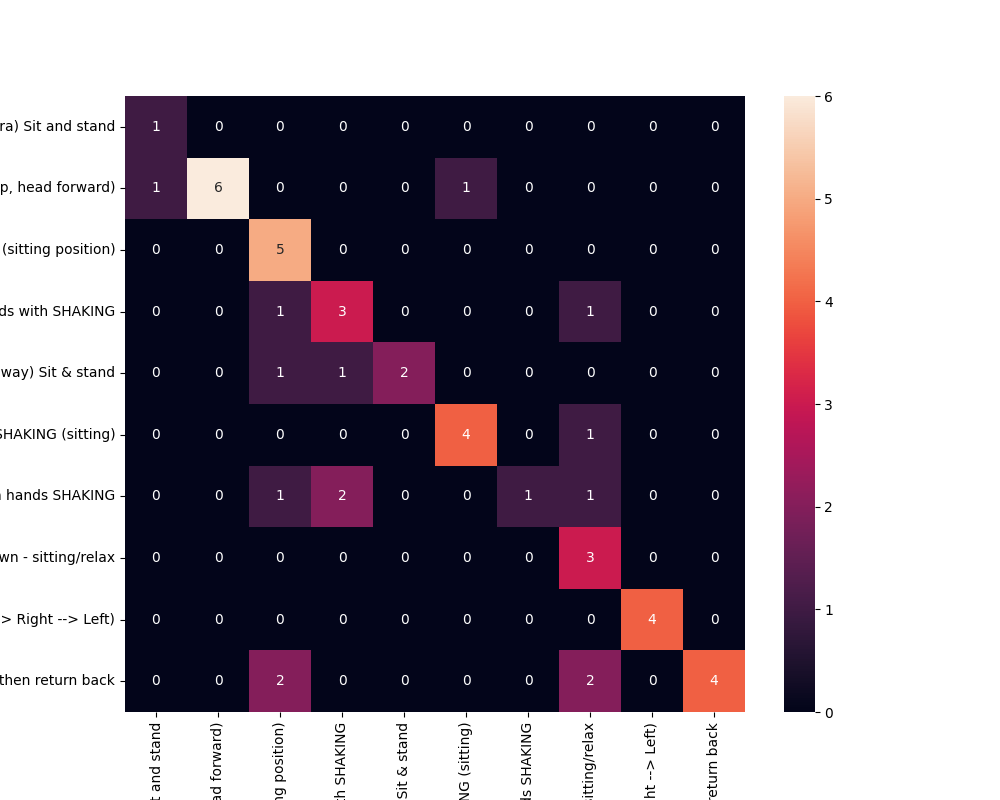 ra) Sit and stand 1 0 0 0 0 0 0 0 0 0
p, head forward) 1 6 0 0 0 1 0 0 0 0
(sitting position) 0 0 5 0 0 0 0 0 0 0
ds with SHAKING 0 0 1 3 0 0 0 1 0 0
way) Sit & stand 0 0 1 1 2 0 0 0 0 0
SHAKING (sitting) 0 0 0 0 0 4 0 1 0 0
hands SHAKING 0 0 1 2 0 0 1 1 0 0
wn - sitting/relax 0 0 0 0 0 0 0 3 0 0
> Right --> Left) 0 0 0 0 0 0 0 0 4 0
then return back 0 0 2 0 0 0 0 2 0 4
t and stand
ad forward)
ng position)
th SHAKING
Sit & stand
NG (sitting)
ds SHAKING
sitting/relax
ht --> Left)
return back
6
5
4
3
2
1
0